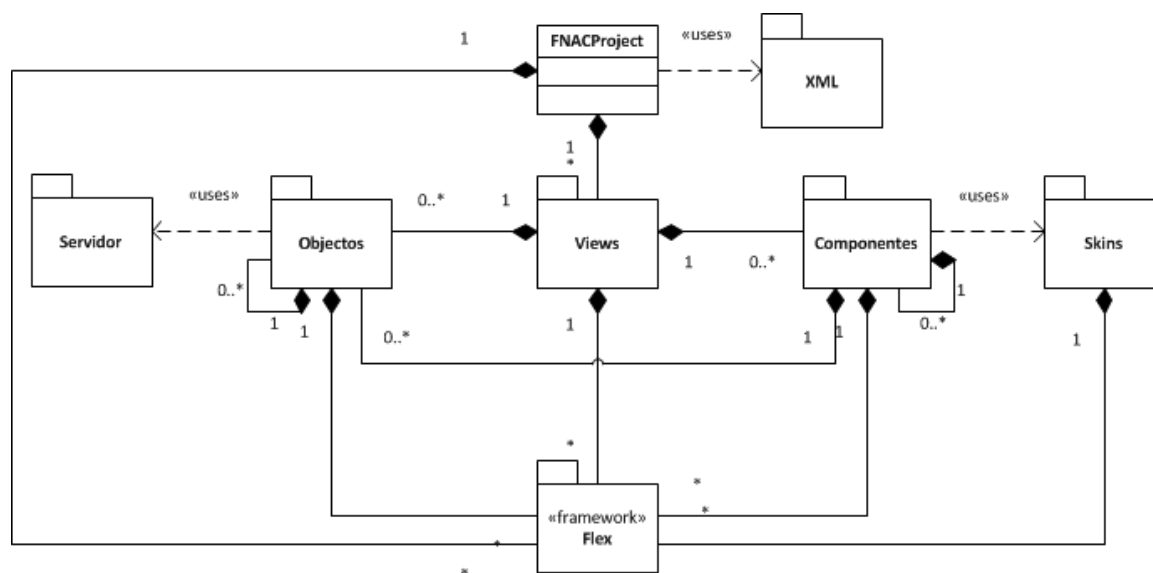 1
FNACProject
«uses»
XML
1
*
«uses»
0..*
1
«uses»
Servidor
Objectos
Views
Componentes
Skins
1
0..*
0..*
1
0..*
1
1
0..*
1
1
1
1
*
*
*
«framework»
Flex
*
*